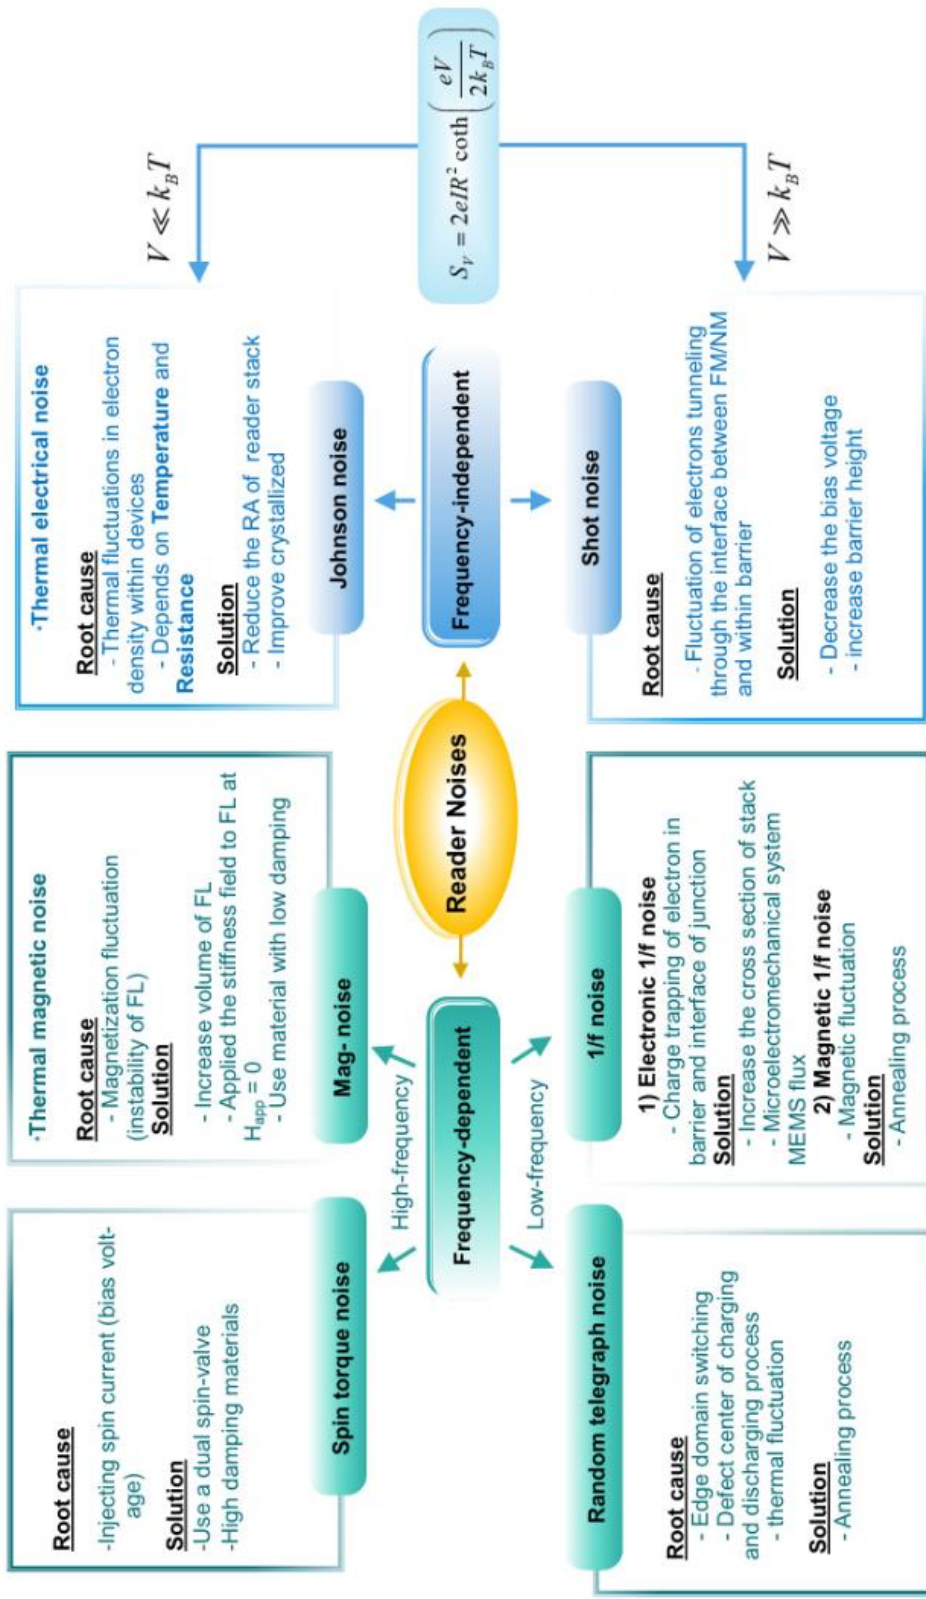 Root cause
-Injecting spin current (bias volt-
age)
Solution
-Use a dual spin-valve
-High damping materials
Spin torque noise
·Thermal magnetic noise
Root cause
- Magnetization fluctuation
(instability of FL)
Solution
- Increase volume of FL
- Applied the stiffness field to FL at
Happ = 0
- Use material with low damping
Mag- noise
·Thermal electrical noise
Root cause
- Thermal fluctuations in electron
density within devices
- Depends on Temperature and
Resistance
Solution
- Reduce the RA of reader stack
- Improve crystallized
Johnson noise
V ≪ k_B T
High-frequency
Frequency-dependent
Low-frequency
Reader Noises
Frequency-independent
S_V = 2eIR² coth(eV / 2k_B T)
Random telegraph noise
Root cause
- Edge domain switching
- Defect center of charging
and discharging process
- thermal fluctuation
Solution
- Annealing process
1/f noise
1) Electronic 1/f noise
- Charge trapping of electron in
barrier and interface of junction
Solution
- Increase the cross section of stack
- Microelectromechanical system
MEMS flux
2) Magnetic 1/f noise
- Magnetic fluctuation
Solution
- Annealing process
Shot noise
Root cause
- Fluctuation of electrons tunneling
through the interface between FM/NM
and within barrier
Solution
- Decrease the bias voltage
- increase barrier height
V ≫ k_B T